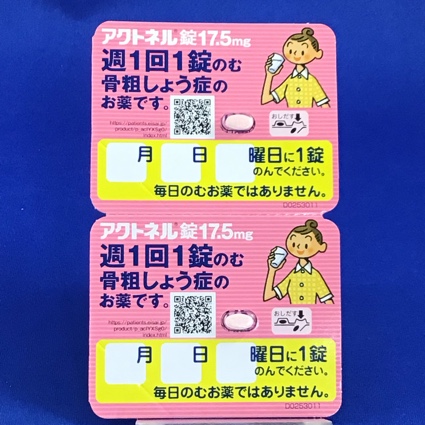 アクトネル®錠17.5mg
週1回1錠のむ
骨粗しょう症の
お薬です。
おしだす
月 日 曜日に1錠
のんでください。
毎日のむお薬ではありません。
D0253011
アクトネル®錠17.5mg
週1回1錠のむ
骨粗しょう症の
お薬です。
おしだす
月 日 曜日に1錠
のんでください。
毎日のむお薬ではありません。
D0253011